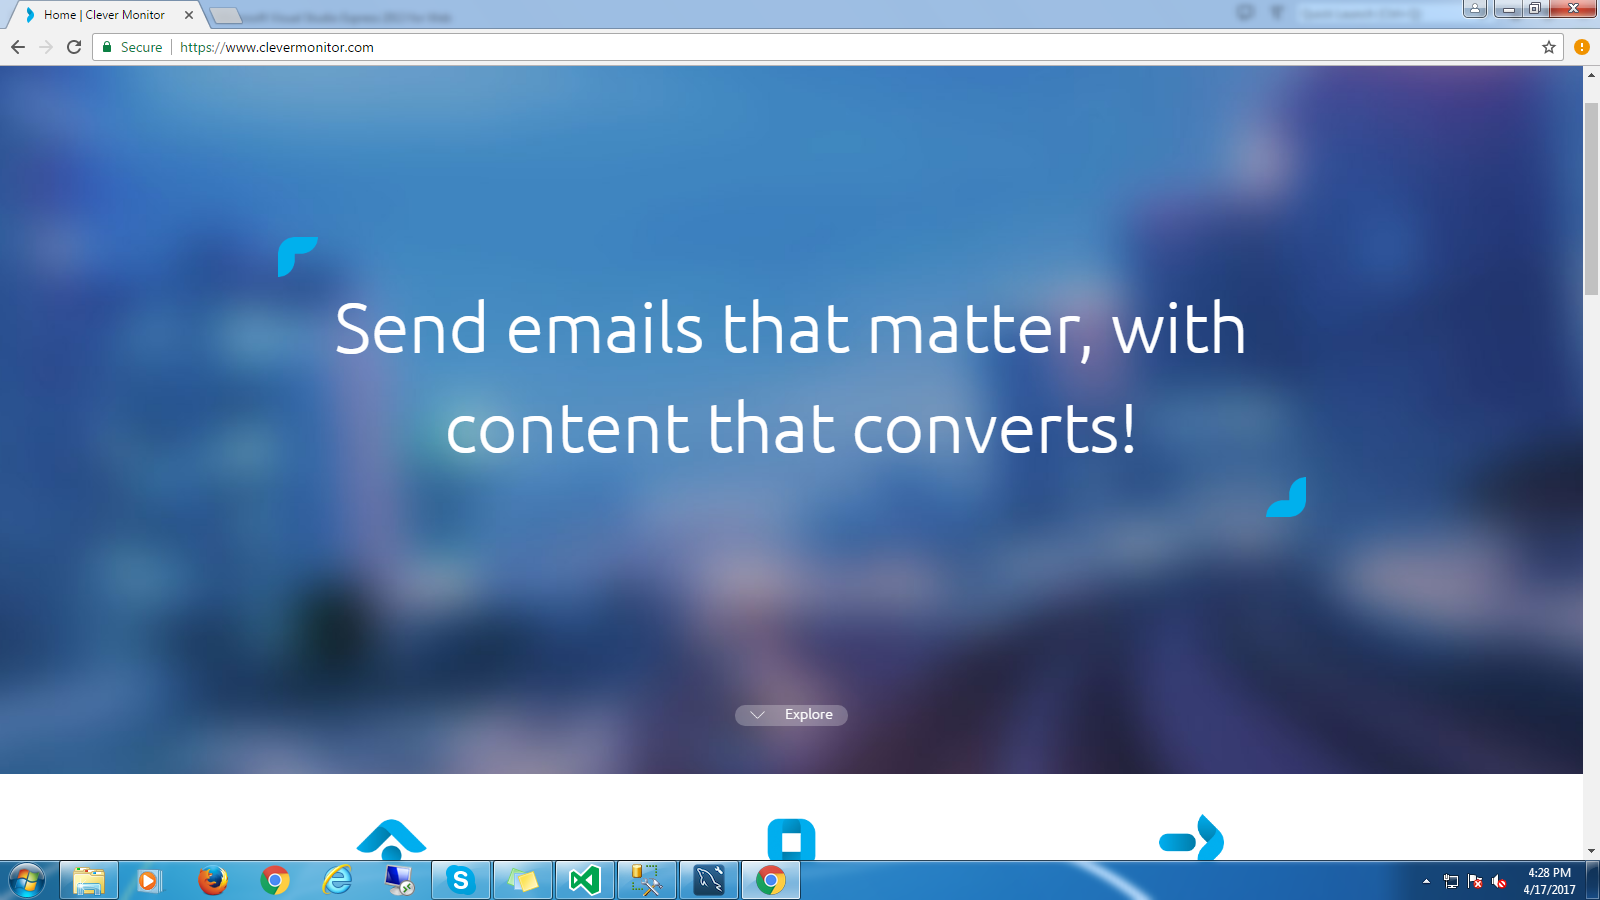 Home | Clever Monitor
Secure
https://www.clevermonitor.com
Send emails that matter, with
content that converts!
Explore
4:28 PM
4/17/2017